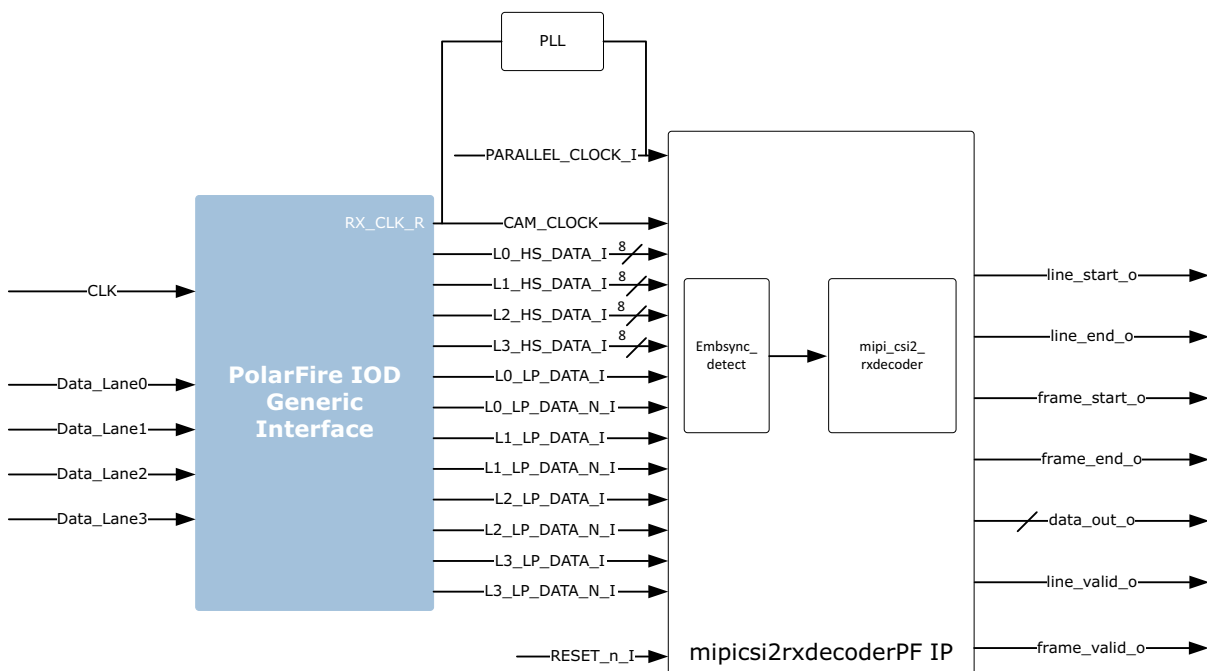 PLL
PARALLEL_CLOCK_I
RX_CLK_R
CAM_CLOCK
L0_HS_DATA_I
8
L1_HS_DATA_I
8
L2_HS_DATA_I
8
L3_HS_DATA_I
8
L0_LP_DATA_I
L0_LP_DATA_N_I
L1_LP_DATA_I
L1_LP_DATA_N_I
L2_LP_DATA_I
L2_LP_DATA_N_I
L3_LP_DATA_I
L3_LP_DATA_N_I
RESET_n_I
CLK
Data_Lane0
Data_Lane1
Data_Lane2
Data_Lane3
PolarFire IOD
Generic
Interface
Embsync_
detect
mipi_csi2_
rxdecoder
mipicsi2rxdecoderPF IP
line_start_o
line_end_o
frame_start_o
frame_end_o
data_out_o
line_valid_o
frame_valid_o